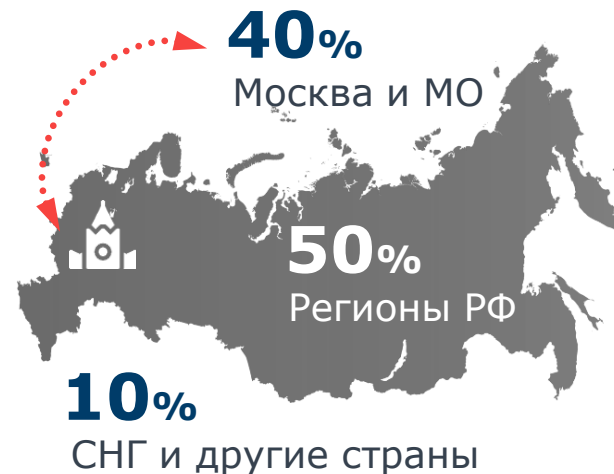 40%
Москва и МО
50%
Регионы РФ
10%
СНГ и другие страны